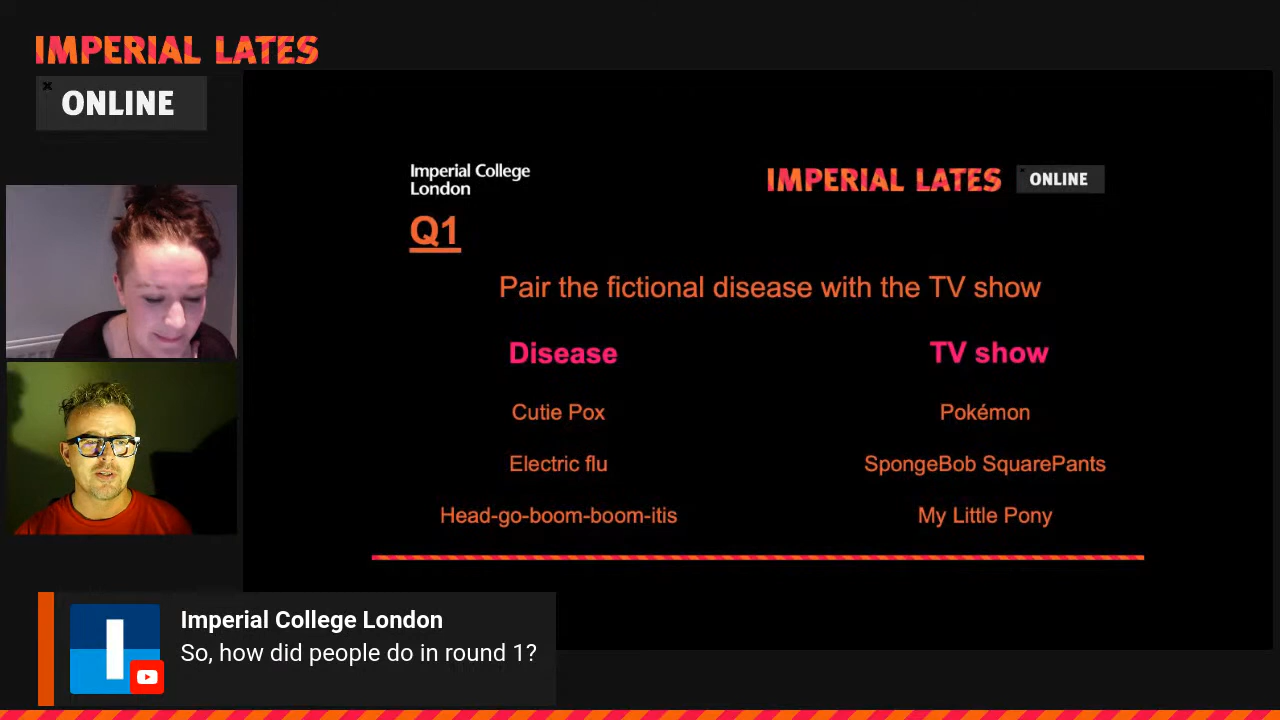 IMPERIAL LATES
ONLINE
Imperial College
London
IMPERIAL LATES ONLINE
Q1
Pair the fictional disease with the TV show
Disease TV show
Cutie Pox Pokémon
Electric flu SpongeBob SquarePants
Head-go-boom-boom-itis My Little Pony
Imperial College London
So, how did people do in round 1?